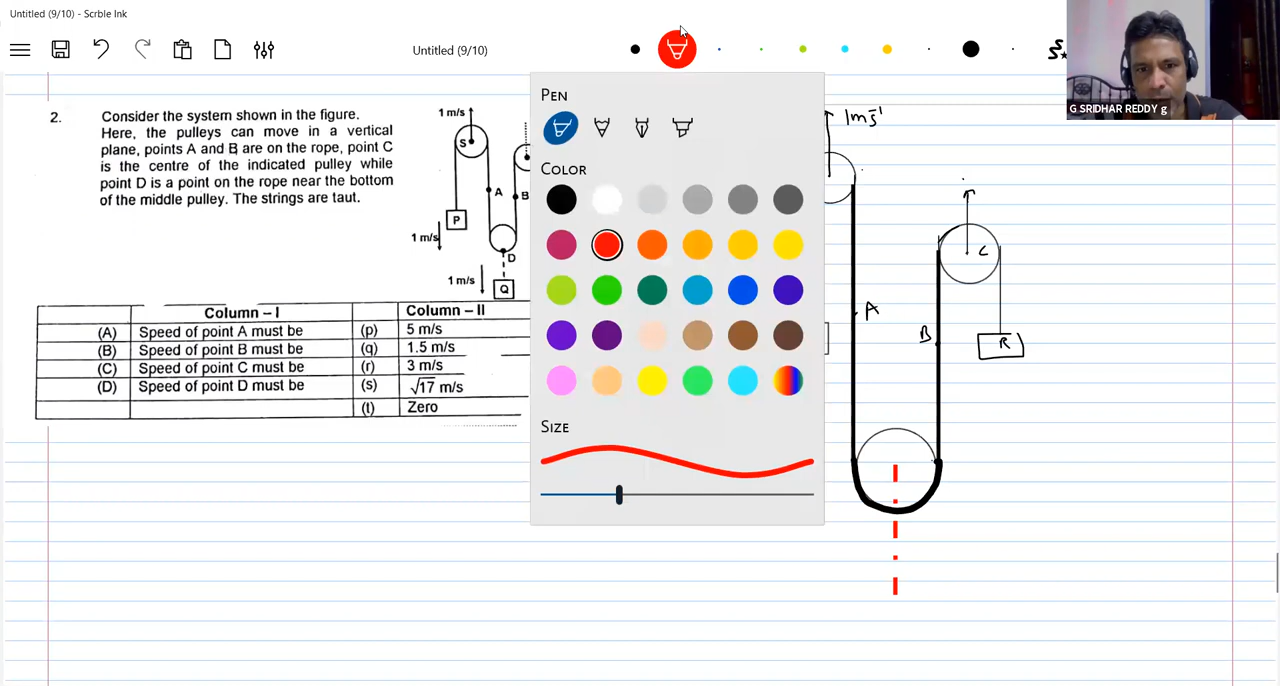 Untitled (9/10) - Scrble Ink
Untitled (9/10)
G SRIDHAR REDDY g
2.
Consider the system shown in the figure.
Here, the pulleys can move in a vertical
plane, points A and B are on the rope, point C
is the centre of the indicated pulley while
point D is a point on the rope near the bottom
of the middle pulley. The strings are taut.
1 m/s
S
A
B
P
1 m/s
D
1 m/s
Q
Column – I
Column – II
(A) Speed of point A must be (p) 5 m/s
(B) Speed of point B must be (q) 1.5 m/s
(C) Speed of point C must be (r) 3 m/s
(D) Speed of point D must be (s) √17 m/s
(t) Zero
PEN
COLOR
SIZE
1ms⁻¹
A
B
C
R